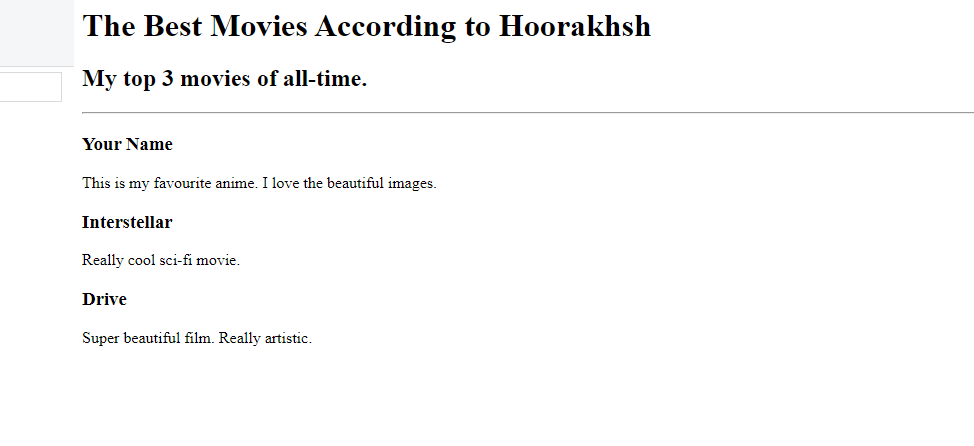 The Best Movies According to Hoorakhsh
My top 3 movies of all-time.
Your Name
This is my favourite anime. I love the beautiful images.
Interstellar
Really cool sci-fi movie.
Drive
Super beautiful film. Really artistic.